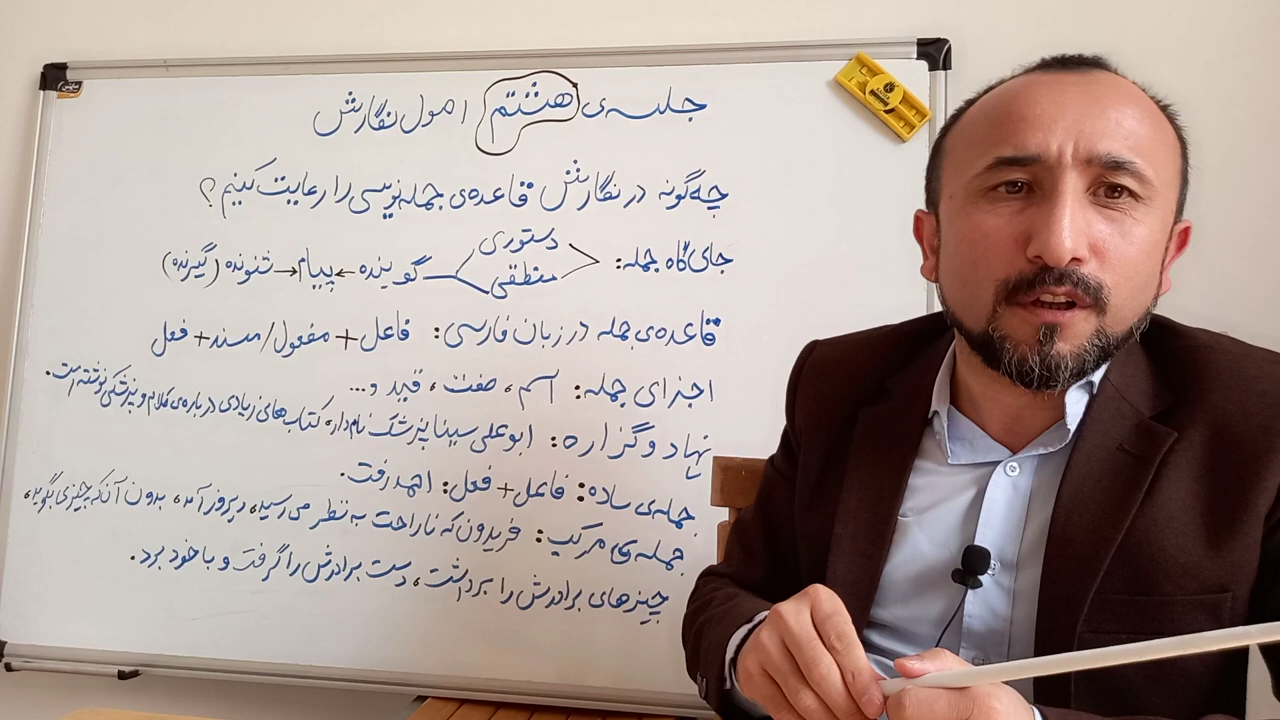 جلسه‌ی هشتم اصول نگارش
چه‌گونه در نگارش قاعده‌ی جمله‌نویسی را رعایت کنیم؟
جای‌گاه جمله: دستوری منطقی گوینده ← پیام → شنونده (گیرنده)
قاعده‌ی جمله در زبان فارسی: فاعل + مفعول/مسند + فعل
اجزای جمله: اسم، صفت، قید و...
نهاد و گزاره: ابوعلی سینا پزشک نام‌دار، کتاب‌های زیادی درباره‌ی کلام و پزشکی نوشته است.
جمله‌ی ساده: فاعل + فعل: احمد رفت.
جمله‌ی مرکب: فریدون که ناراحت به نظر می‌رسید، دیروز آمد، بدون آن‌که چیزی بگوید،
چیزهای برادرش را برداشت، دست برادرش را گرفت و با خود برد.